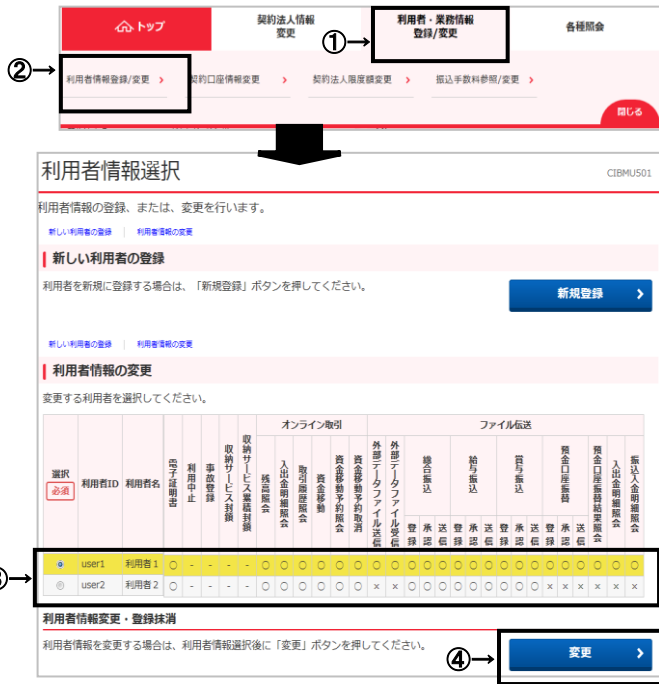 トップ
契約法人情報
変更
利用者・業務情報
登録/変更
各種照会
①→
②→
利用者情報登録/変更 >
契約口座情報変更 >
契約法人限度額変更 >
振込手数料参照/変更 >
閉じる
利用者情報選択
CIBMU501
利用者情報の登録、または、変更を行います。
新しい利用者の登録 | 利用者情報の変更
新しい利用者の登録
利用者を新規に登録する場合は、「新規登録」ボタンを押してください。
新規登録 >
新しい利用者の登録 | 利用者情報の変更
利用者情報の変更
変更する利用者を選択してください。
選択
必須
利用者ID
利用者名
電子証明書
利用中止
事故登録
収納サービス封鎖
収納サービス業積封鎖
オンライン取引
残高照会
入出金明細照会
取引履歴照会
資金移動
資金移動予約照会
資金移動予約取消
ファイル伝送
外部データファイル送信
外部データファイル受信
総合振込
登録 承認 送信
給与振込
登録 承認 送信
賞与振込
登録 承認 送信
預金口座振替
登録 承認 送信
預金口座振替結果照会
入出金明細照会
振込入金明細照会
user1 利用者1 ○ - - - - ○ ○ ○ ○ ○ ○ ○ ○ ○ ○ ○ ○ ○ ○ ○ ○ ○ ○ ○ ○ ○ ○ ○
user2 利用者2 ○ - - - - ○ ○ ○ ○ ○ ○ × × ○ ○ ○ ○ ○ ○ ○ ○ ○ × × × × × ×
→
利用者情報変更・登録抹消
利用者情報を変更する場合は、利用者情報選択後に「変更」ボタンを押してください。
④→
変更 >